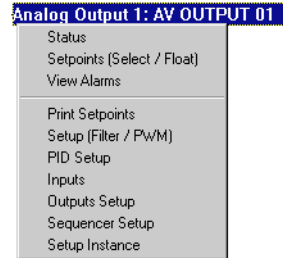 Analog Output 1: AV OUTPUT 01
Status
Setpoints (Select / Float)
View Alarms
Print Setpoints
Setup (Filter / PWM)
PID Setup
Inputs
Outputs Setup
Sequencer Setup
Setup Instance